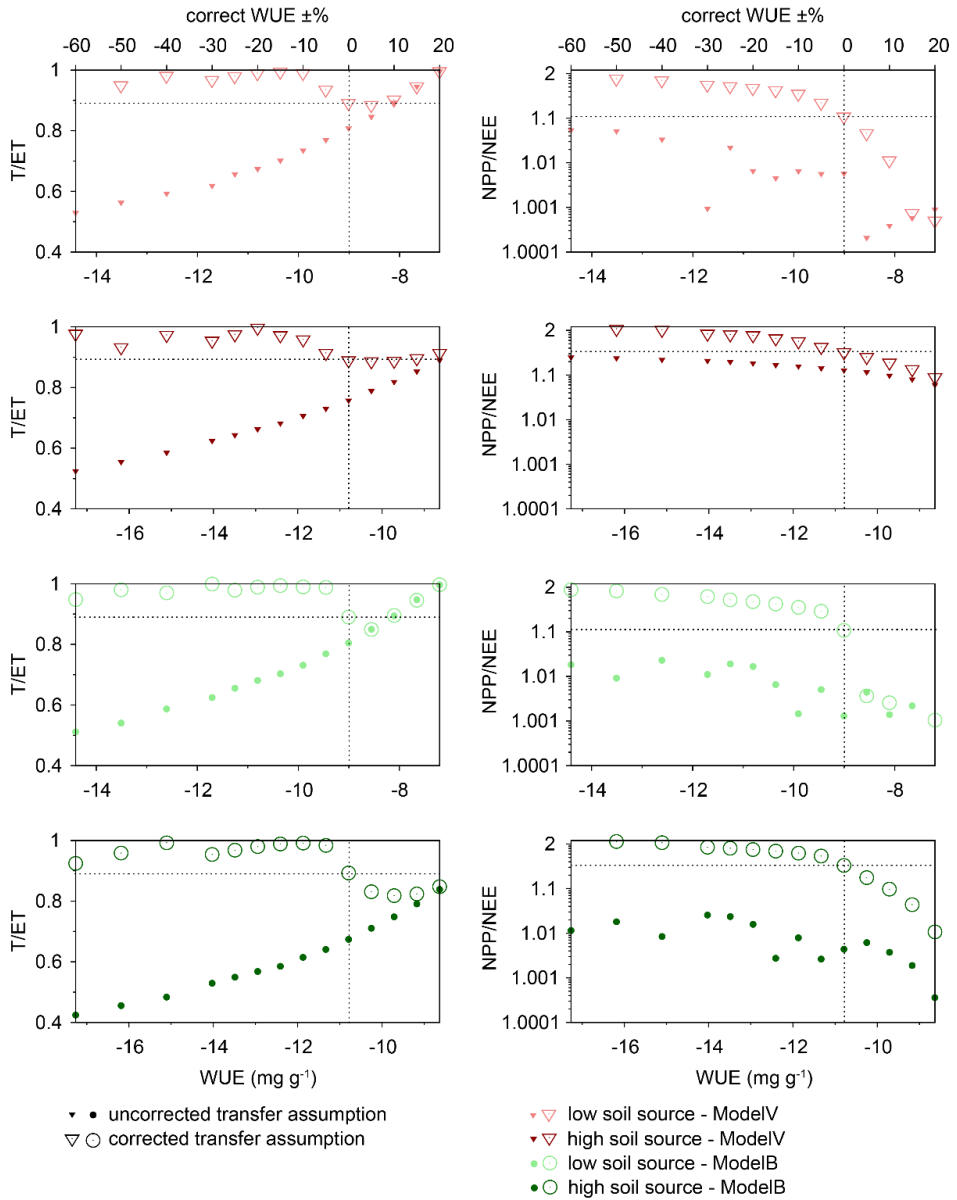 correct WUE ±% correct WUE ±%
-60 -50 -40 -30 -20 -10 0 10 20 -60 -50 -40 -30 -20 -10 0 10 20
1 2
0.8 1.1
T/ET NPP/NEE
0.6 1.01
1.001
0.4 1.0001
-14 -12 -10 -8 -14 -12 -10 -8
1 2
0.8 1.1
T/ET NPP/NEE
0.6 1.01
1.001
0.4 1.0001
-16 -14 -12 -10 -16 -14 -12 -10
1 2
0.8 1.1
T/ET NPP/NEE
0.6 1.01
1.001
0.4 1.0001
-14 -12 -10 -8 -14 -12 -10 -8
1 2
0.8 1.1
T/ET NPP/NEE
0.6 1.01
1.001
0.4 1.0001
-16 -14 -12 -10 -16 -14 -12 -10
WUE (mg g⁻¹) WUE (mg g⁻¹)
uncorrected transfer assumption
corrected transfer assumption
low soil source - ModelV
high soil source - ModelV
low soil source - ModelB
high soil source - ModelB